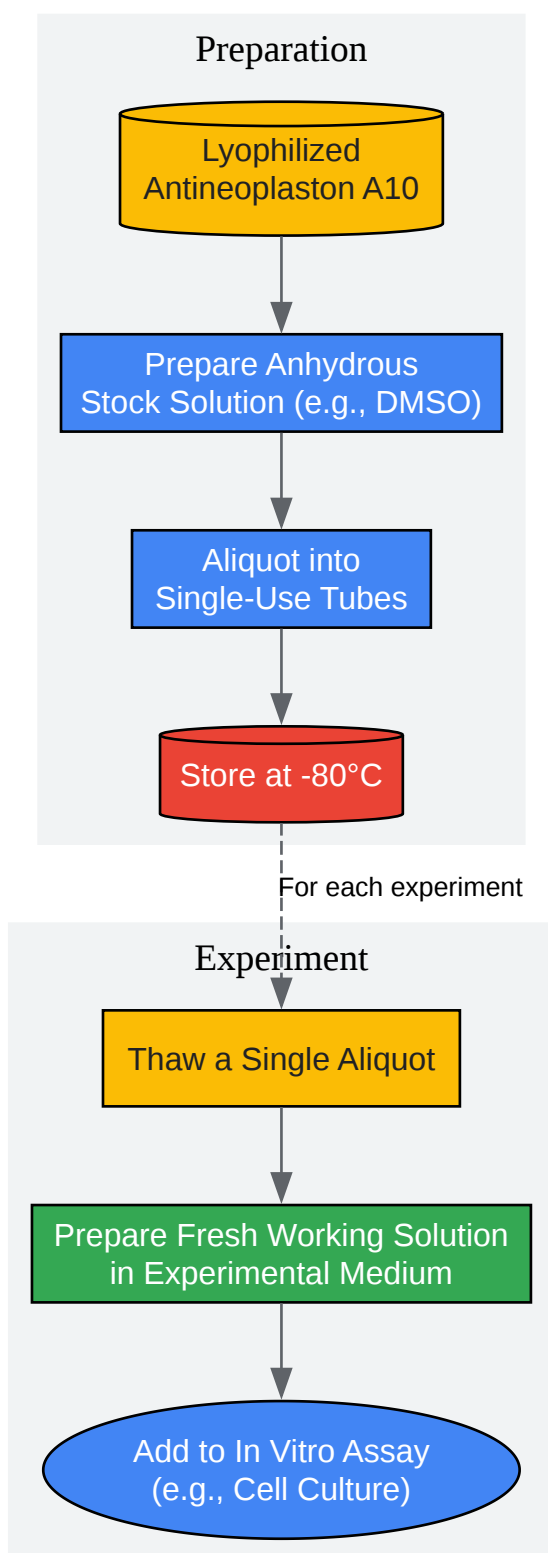 Preparation
Lyophilized
Antineoplaston A10
Prepare Anhydrous
Stock Solution (e.g., DMSO)
Aliquot into
Single-Use Tubes
Store at -80°C
For each experiment
Experiment
Thaw a Single Aliquot
Prepare Fresh Working Solution
in Experimental Medium
Add to In Vitro Assay
(e.g., Cell Culture)